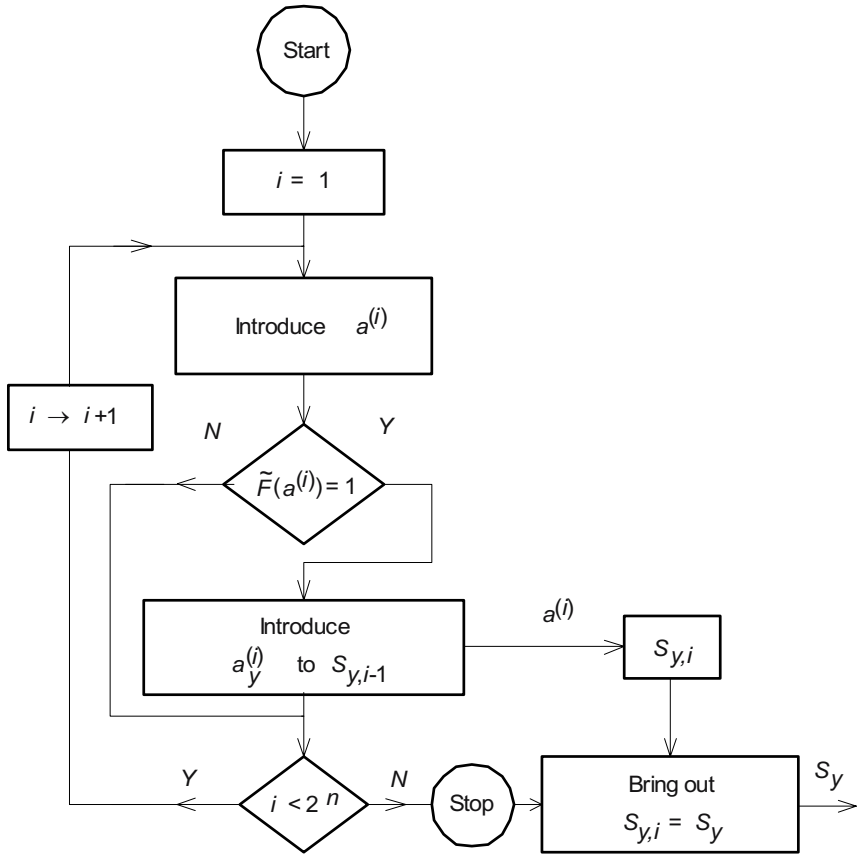 Start
i = 1
Introduce a^(i)
i → i+1
N
Y
F̃(a^(i)) = 1
Introduce
a_y^(i) to S_y,i-1
a^(i)
S_y,i
Y
i < 2^n
N
Stop
Bring out
S_y,i = S_y
S_y